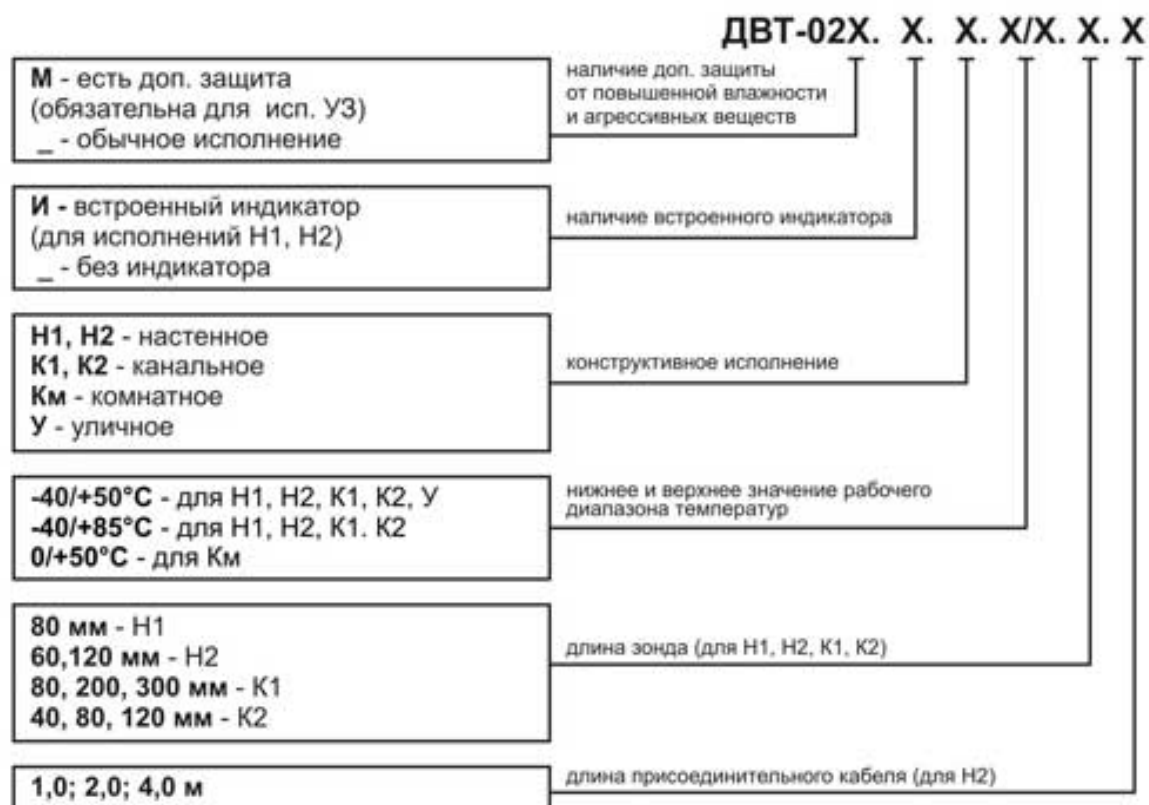 ДВТ-02Х. Х. Х. Х/Х. Х. Х
М - есть доп. защита
(обязательна для исп. У3)
_ - обычное исполнение
наличие доп. защиты
от повышенной влажности
и агрессивных веществ
И - встроенный индикатор
(для исполнений Н1, Н2)
_ - без индикатора
наличие встроенного индикатора
Н1, Н2 - настенное
К1, К2 - канальное
Км - комнатное
У - уличное
конструктивное исполнение
-40/+50°С - для Н1, Н2, К1, К2, У
-40/+85°С - для Н1, Н2, К1. К2
0/+50°С - для Км
нижнее и верхнее значение рабочего
диапазона температур
80 мм - Н1
60,120 мм - Н2
80, 200, 300 мм - К1
40, 80, 120 мм - К2
длина зонда (для Н1, Н2, К1, К2)
1,0; 2,0; 4,0 м
длина присоединительного кабеля (для Н2)